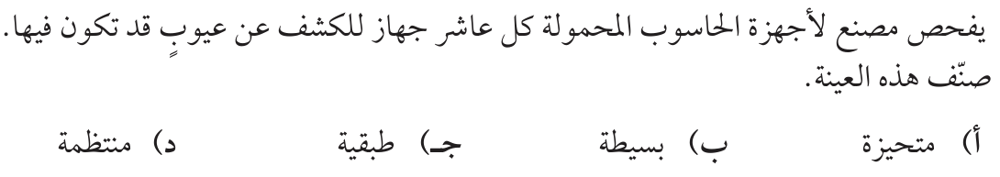 يفحص مصنع لأجهزة الحاسوب المحمولة كل عاشر جهاز للكشف عن عيوبٍ قد تكون فيها.
صنّف هذه العينة.
أ) متحيزة ب) بسيطة جـ) طبقية د) منتظمة